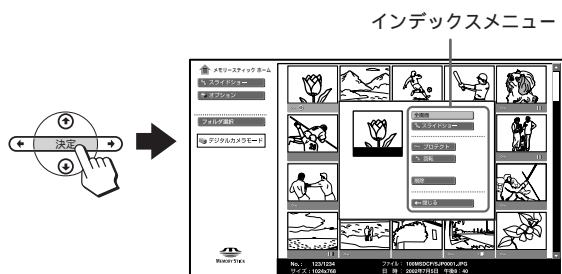 インデックスメニュー
メモリースティック ホーム
スライドショー
オプション
フォルダ選択
デジタルカメラモード
全画面
スライドショー
プロテクト
回転
削除
閉じる
決定
MEMORY STICK
No.： 123/1234 ファイル： 100MSDCF/SJP0001.JPG
サイズ：1024x768 日 時： 2002年7月5日 午後8：40